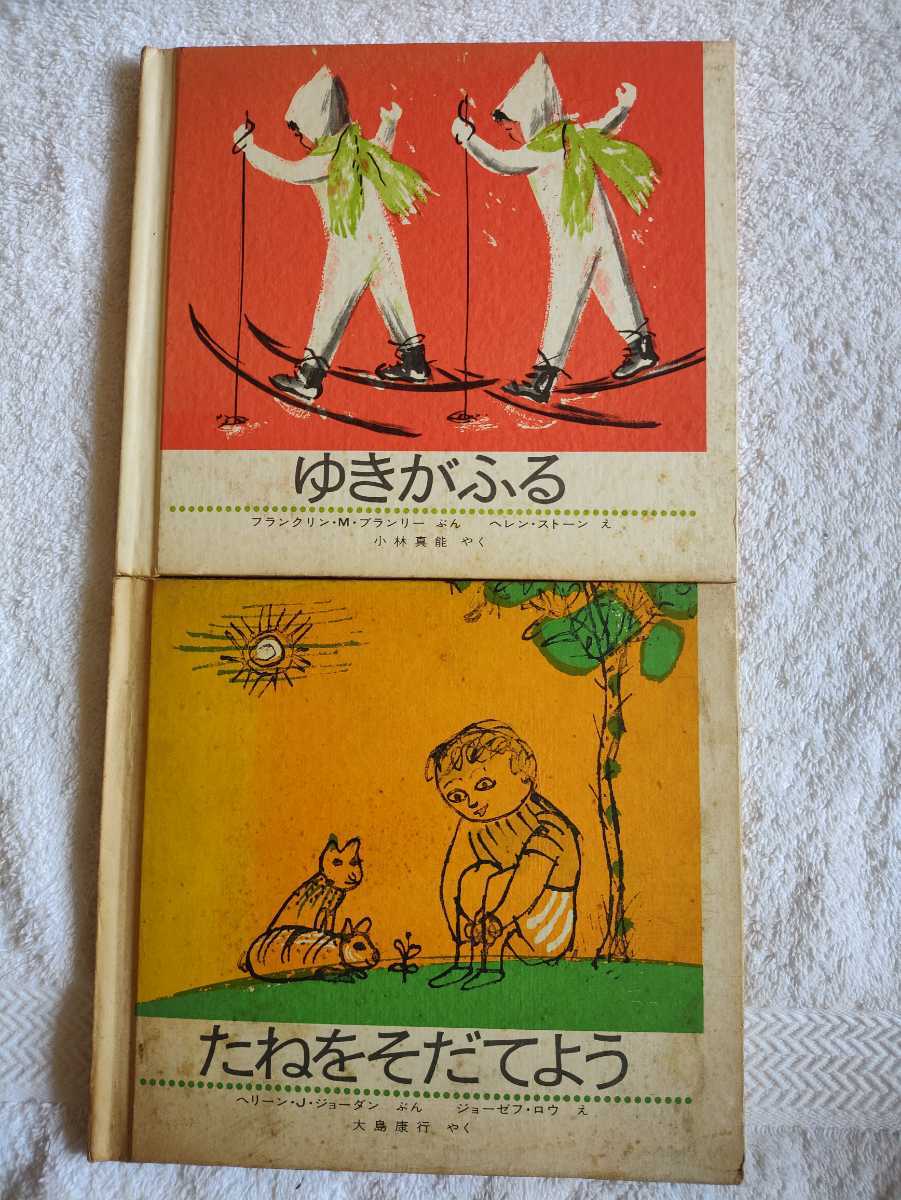 ゆきがふる
フランクリン・M・ブランリー ぶん ヘレン・ストーン え
小林真能 やく
たねをそだてよう
ヘリーン・J・ジョーダン ぶん ジョーゼフ・ロウ え
大島康行 やく